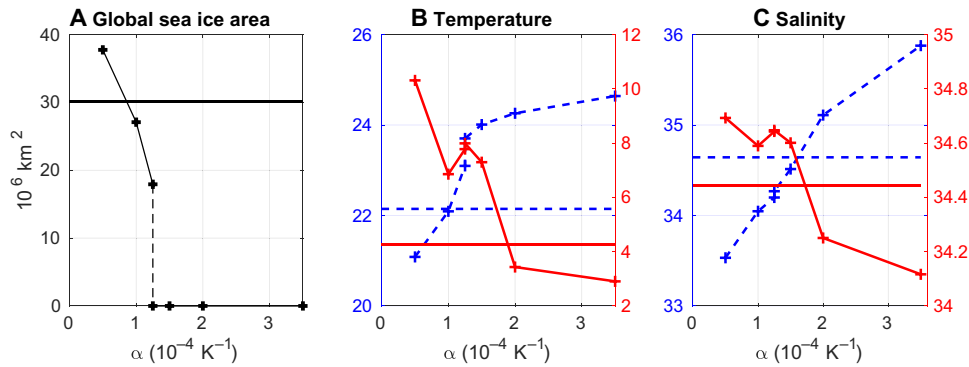 A Global sea ice area
40
30
20
10
0
10⁶ km ²
0 1 2 3
α (10⁻⁴ K⁻¹)
B Temperature
26
24
22
20
12
10
8
6
4
2
0 1 2 3
α (10⁻⁴ K⁻¹)
C Salinity
36
35
34
33
35
34.8
34.6
34.4
34.2
34
0 1 2 3
α (10⁻⁴ K⁻¹)